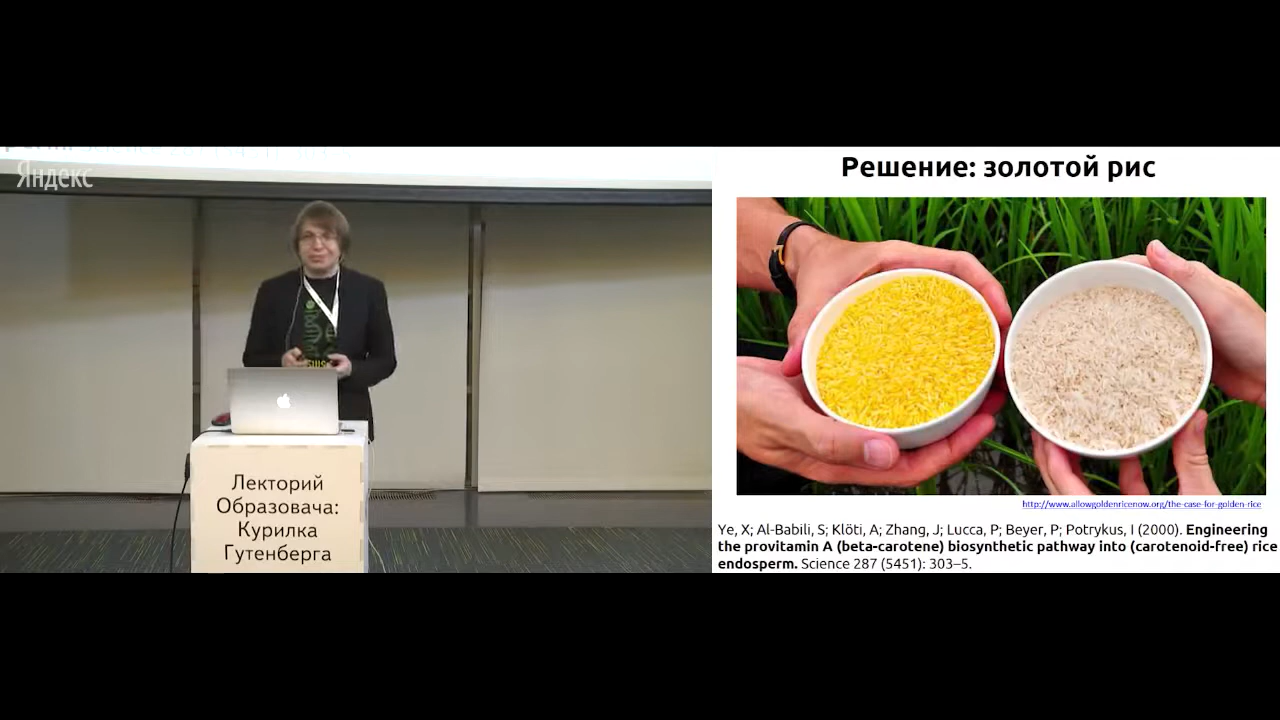 Яндекс
Лекторий
Образовача:
Курилка
Гутенберга
Решение: золотой рис
http://www.allowgoldenricenow.org/the-case-for-golden-rice
Ye, X; Al-Babili, S; Klöti, A; Zhang, J; Lucca, P; Beyer, P; Potrykus, I (2000). Engineering
the provitamin A (beta-carotene) biosynthetic pathway into (carotenoid-free) rice
endosperm. Science 287 (5451): 303–5.